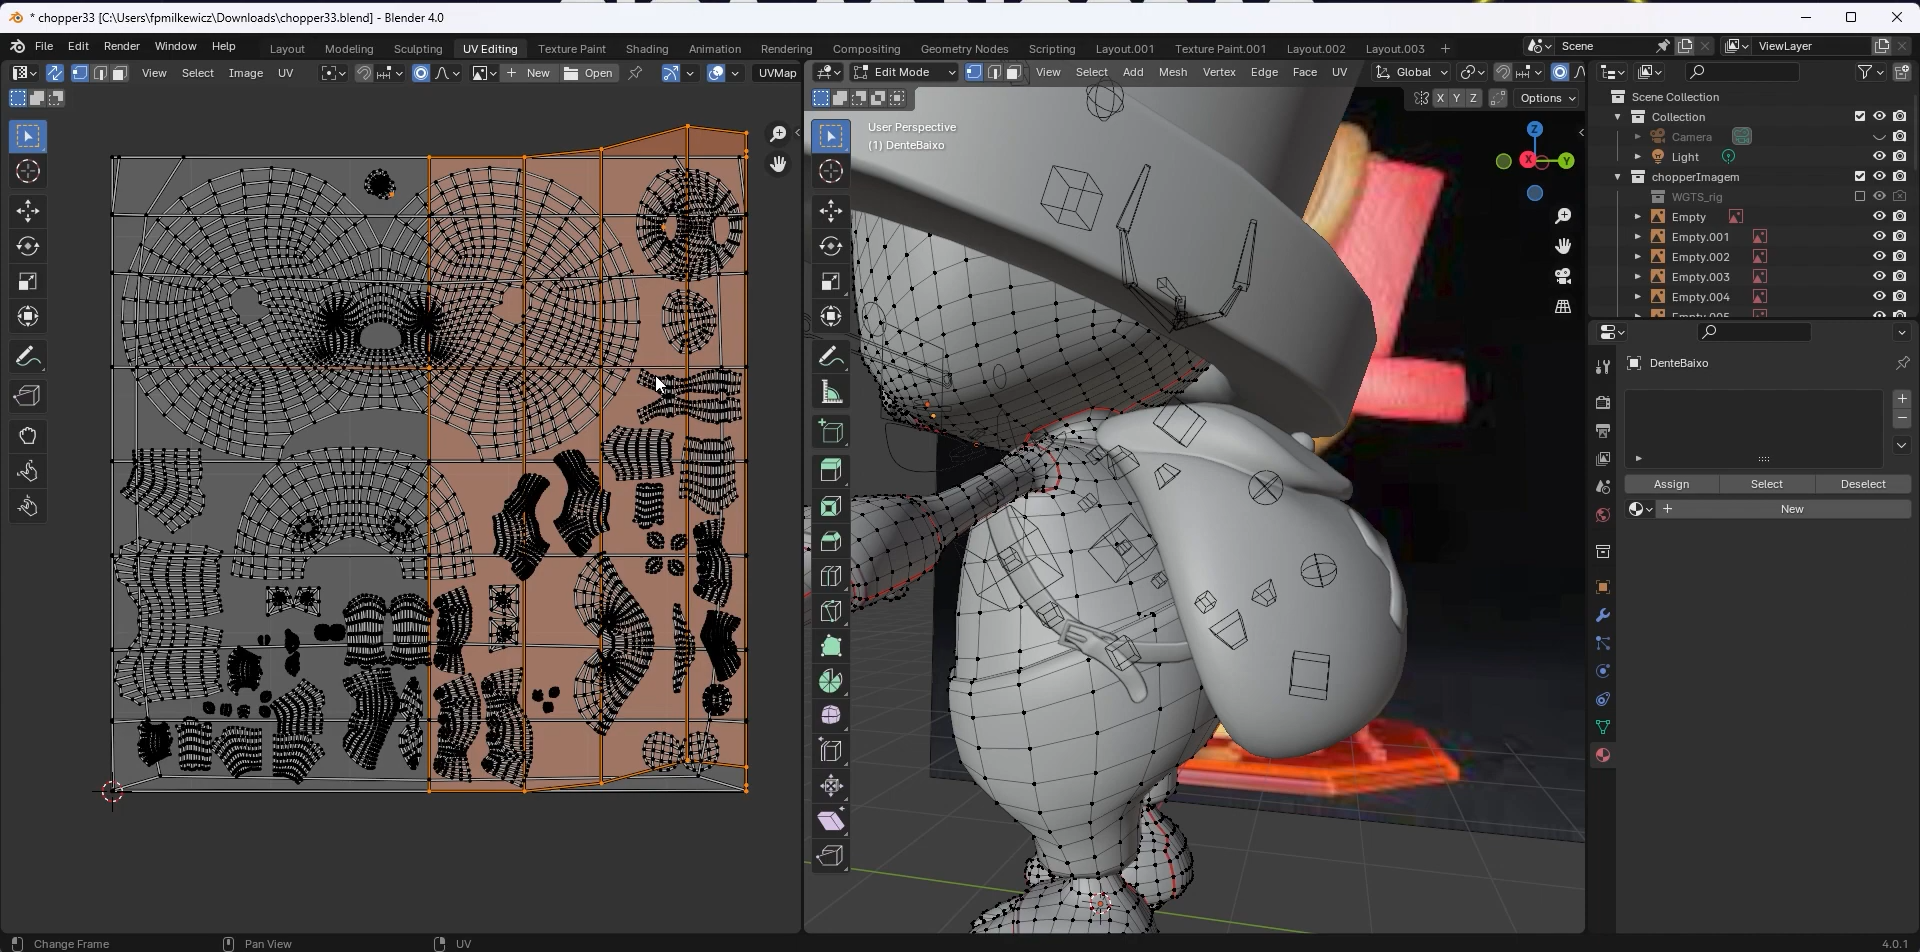 * chopper33 [C:\Users\fpmilkewicz\Downloads\chopper33.blend] - Blender 4.0
File Edit Render Window Help Layout Modeling Sculpting UV Editing Texture Paint Shading Animation Rendering Compositing Geometry Nodes Scripting Layout.001 Texture Paint.001 Layout.002 Layout.003 + Scene ViewLayer
View Select Image UV New Open UVMap Edit Mode View Select Add Mesh Vertex Edge Face UV Global
X Y Z Options
Scene Collection
Collection
Camera
Light
chopperImagem
WGTS_rig
Empty
Empty.001
Empty.002
Empty.003
Empty.004
Empty.005
User Perspective
(1) DenteBaixo
Z
X
Y
DenteBaixo
Assign Select Deselect
New
Change Frame Pan View UV 4.0.1